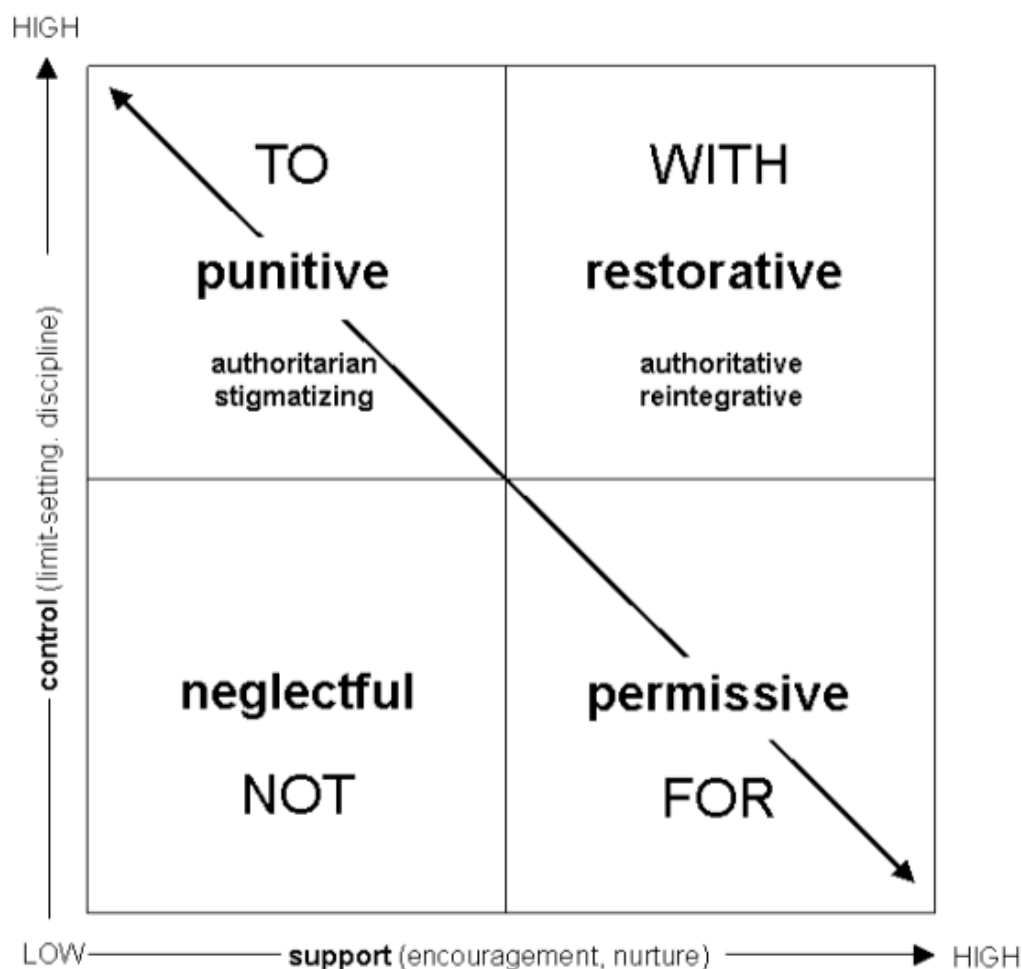 HIGH
TO
WITH
punitive
restorative
authoritarian
stigmatizing
authoritative
reintegrative
control (limit-setting. discipline)
neglectful
permissive
NOT
FOR
LOW
support (encouragement, nurture)
HIGH